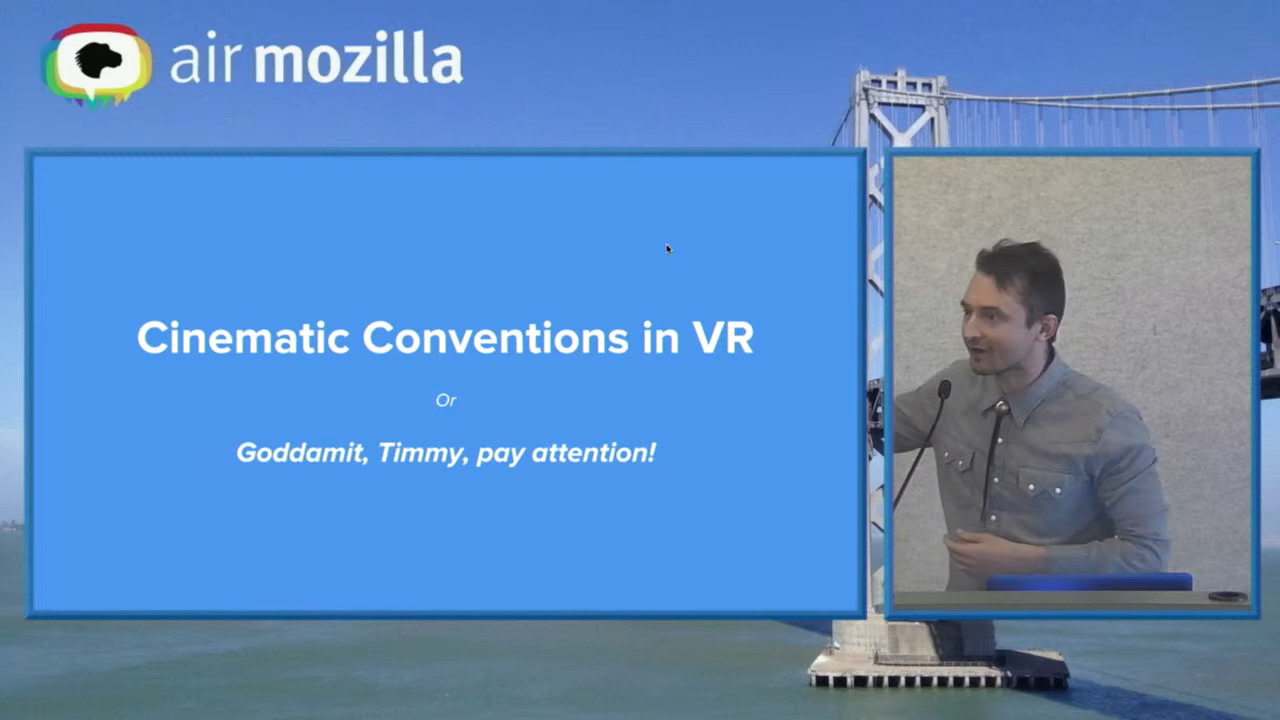 air mozilla
Cinematic Conventions in VR
Or
Goddamit, Timmy, pay attention!